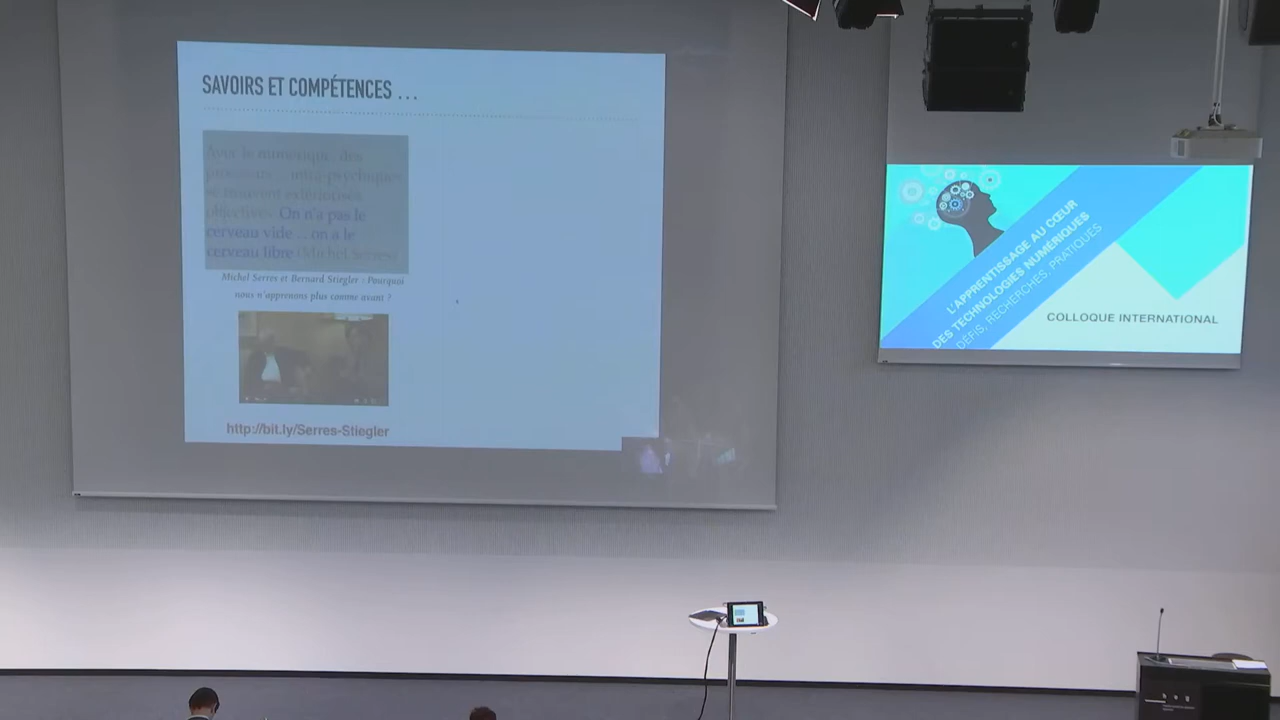 SAVOIRS ET COMPÉTENCES ...
Avec le numérique, des
processus ... intra-psychiques
se trouvent extériorisés
objectivés On n'a pas le
cerveau vide ... on a le
cerveau libre (Michel Serres)
Michel Serres et Bernard Stiegler : Pourquoi
nous n'apprenons plus comme avant ?
http://bit.ly/Serres-Stiegler
L'APPRENTISSAGE AU CŒUR
DES TECHNOLOGIES NUMÉRIQUES
DÉFIS, RECHERCHES, PRATIQUES
COLLOQUE INTERNATIONAL